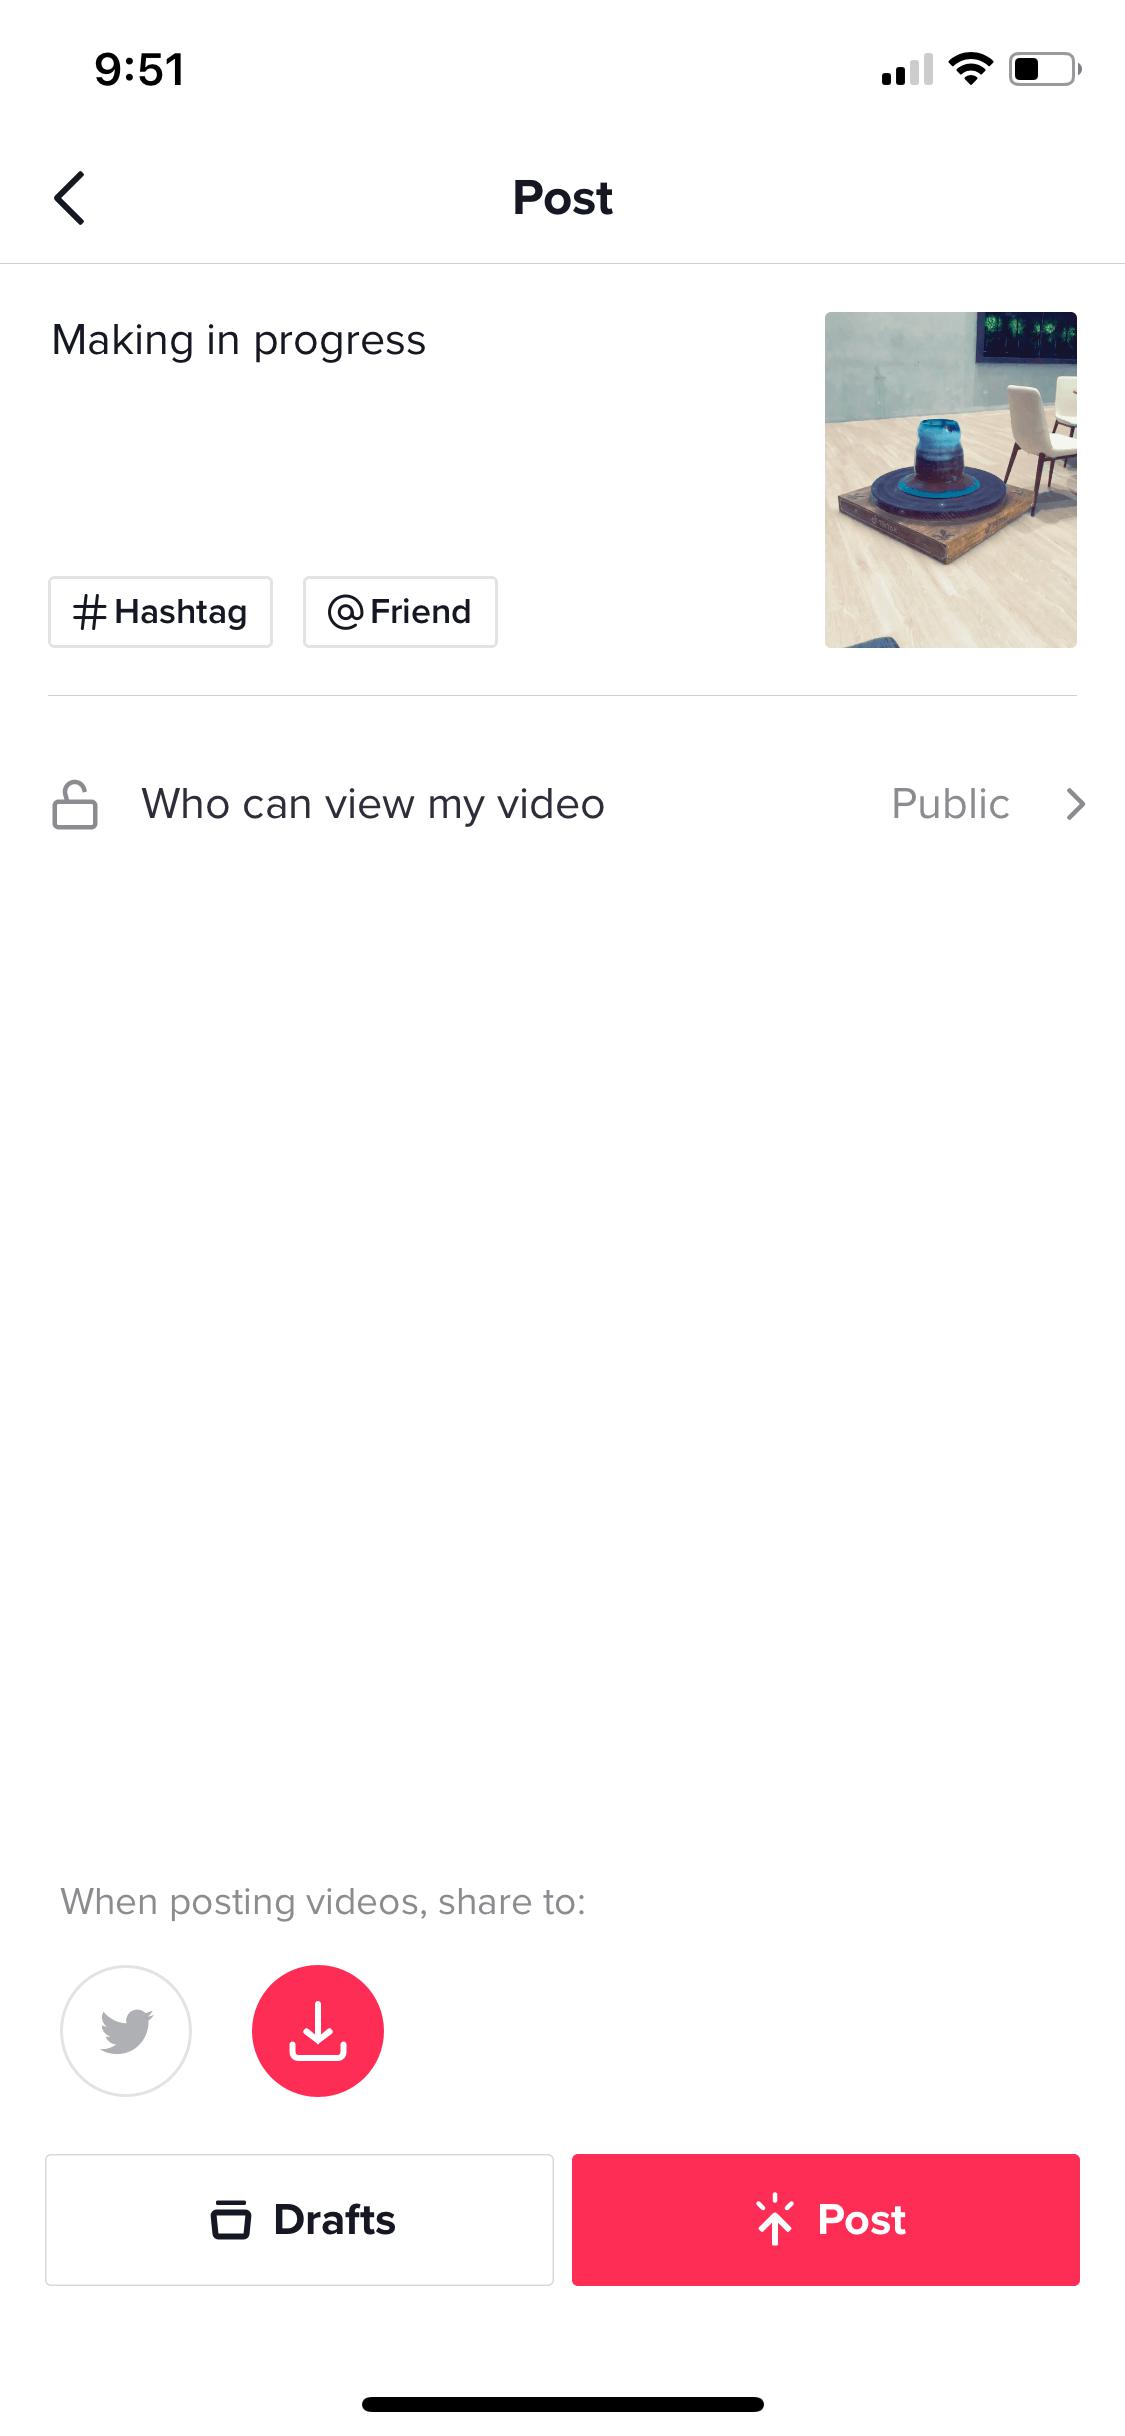 9:51
Post
Making in progress
# Hashtag
@ Friend
Who can view my video
Public
When posting videos, share to:
Drafts
Post